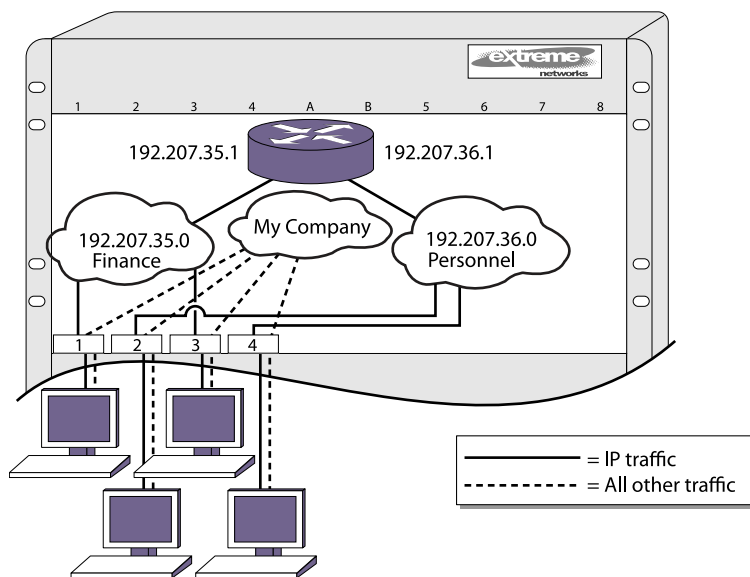 extreme
networks
1 2 3 4 A B 5 6 7 8
192.207.35.1
192.207.36.1
My Company
192.207.35.0
Finance
192.207.36.0
Personnel
1 2 3 4
= IP traffic
= All other traffic